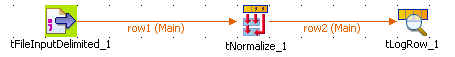 row1 (Main)
row2 (Main)
tFileInputDelimited_1
tNormalize_1
tLogRow_1